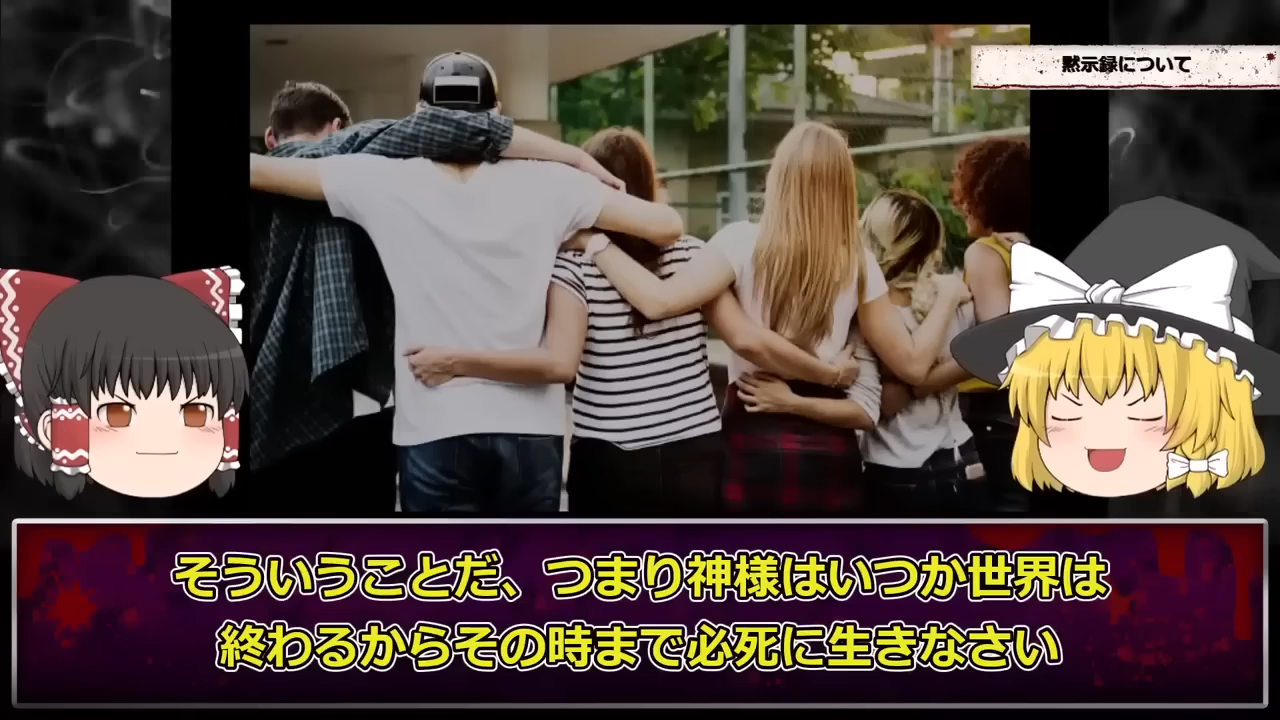 黙示録について
そういうことだ、つまり神様はいつか世界は
終わるからその時まで必死に生きなさい